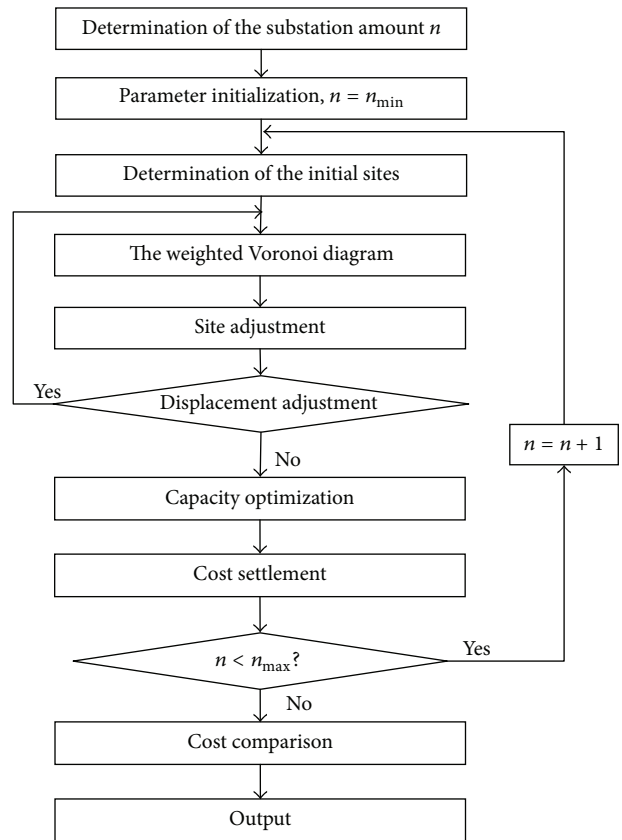 Determination of the substation amount n
Parameter initialization, n = n_min
Determination of the initial sites
The weighted Voronoi diagram
Site adjustment
Yes
Displacement adjustment
n = n + 1
No
Capacity optimization
Cost settlement
n < n_max?
Yes
No
Cost comparison
Output